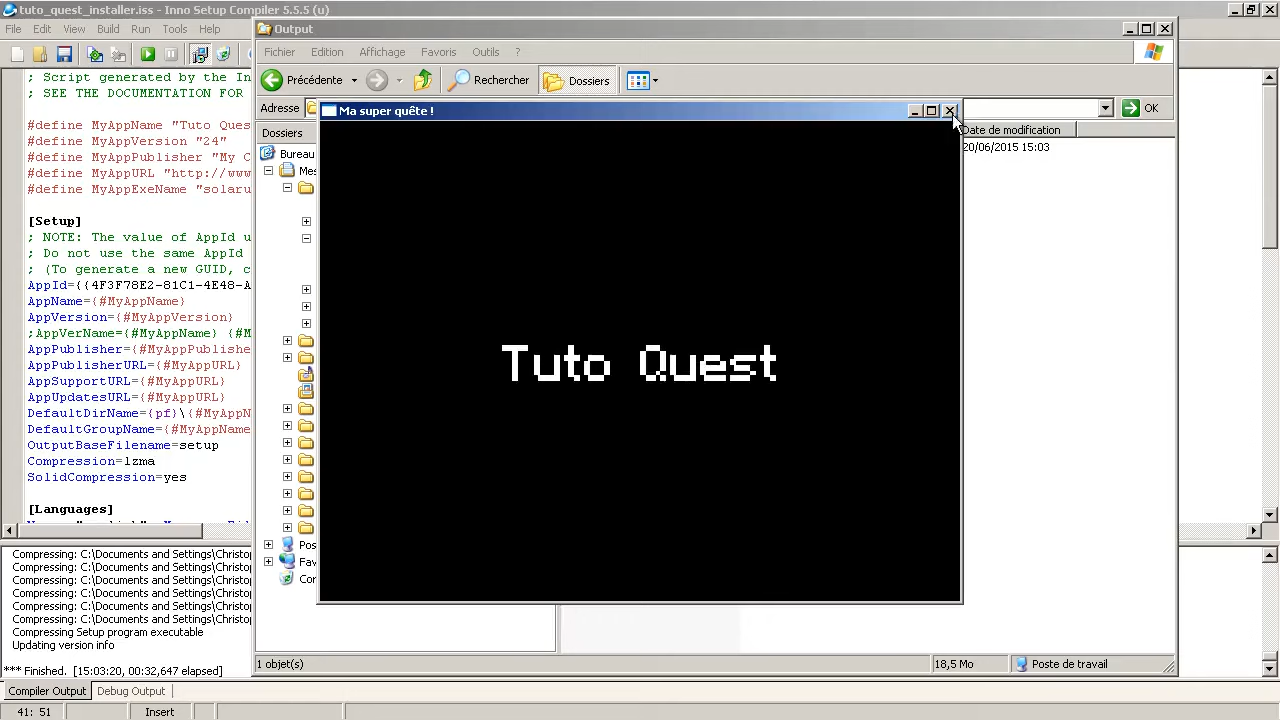 tuto_quest_installer.iss - Inno Setup Compiler 5.5.5 (u)
File Edit View Build Run Tools Help
; Script generated by the In
; SEE THE DOCUMENTATION FOR
#define MyAppName "Tuto Ques
#define MyAppVersion "24"
#define MyAppPublisher "My C
#define MyAppURL "http://www
#define MyAppExeName "solaru
[Setup]
; NOTE: The value of AppId u
; Do not use the same AppId
; (To generate a new GUID, c
AppId={{4F3F78E2-81C1-4E48-A
AppName={#MyAppName}
AppVersion={#MyAppVersion}
;AppVerName={#MyAppName} {#M
AppPublisher={#MyAppPublishe
AppPublisherURL={#MyAppURL}
AppSupportURL={#MyAppURL}
AppUpdatesURL={#MyAppURL}
DefaultDirName={pf}\{#MyAppN
DefaultGroupName={#MyAppName
OutputBaseFilename=setup
Compression=lzma
SolidCompression=yes
[Languages]
Output
Fichier Edition Affichage Favoris Outils ?
Précédente Rechercher Dossiers
Adresse OK
Dossiers
Date de modification
20/06/2015 15:03
Bureau
Mes
Pos
Fav
Cor
Ma super quête !
Tuto Quest
1 objet(s) 18,5 Mo Poste de travail
Compressing: C:\Documents and Settings\Christop
Compressing: C:\Documents and Settings\Christop
Compressing: C:\Documents and Settings\Christop
Compressing: C:\Documents and Settings\Christop
Compressing: C:\Documents and Settings\Christop
Compressing: C:\Documents and Settings\Christop
Compressing Setup program executable
Updating version info
*** Finished. [15:03:20, 00:32,647 elapsed]
Compiler Output Debug Output
41: 51 Insert